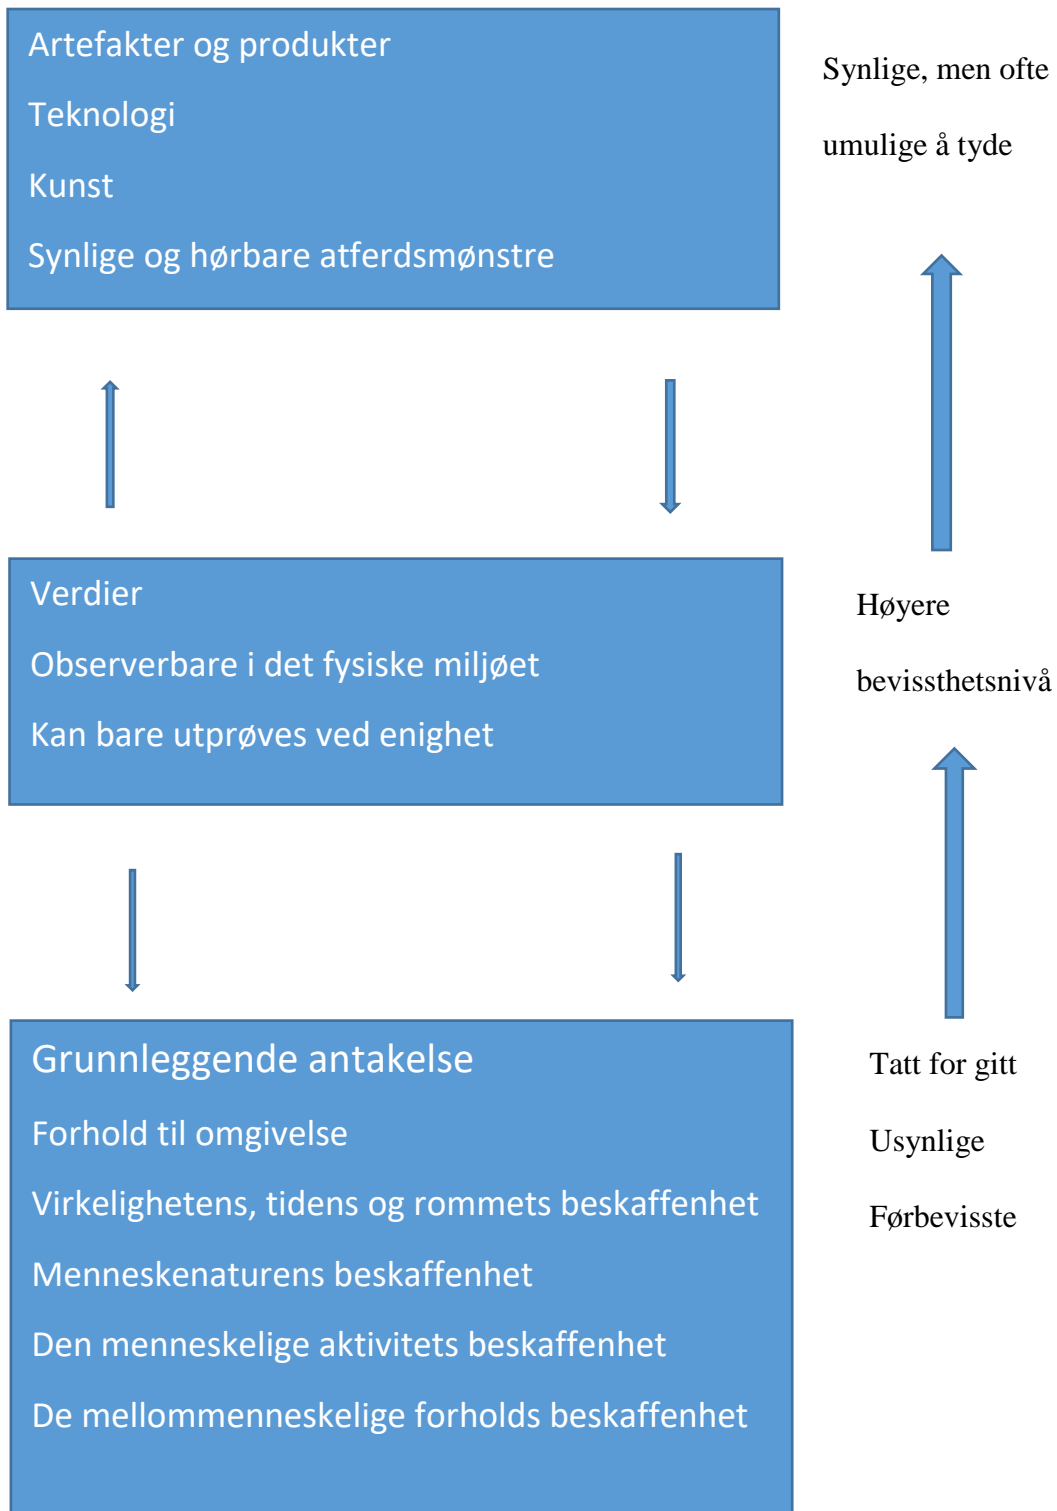 Artefakter og produkter
Teknologi
Kunst
Synlige og hørbare atferdsmønstre
Synlige, men ofte
umulige å tyde
Verdier
Observerbare i det fysiske miljøet
Kan bare utprøves ved enighet
Høyere
bevissthetsnivå
Grunnleggende antakelse
Forhold til omgivelse
Virkelighetens, tidens og rommets beskaffenhet
Menneskenaturens beskaffenhet
Den menneskelige aktivitets beskaffenhet
De mellommenneskelige forholds beskaffenhet
Tatt for gitt
Usynlige
Førbevisste